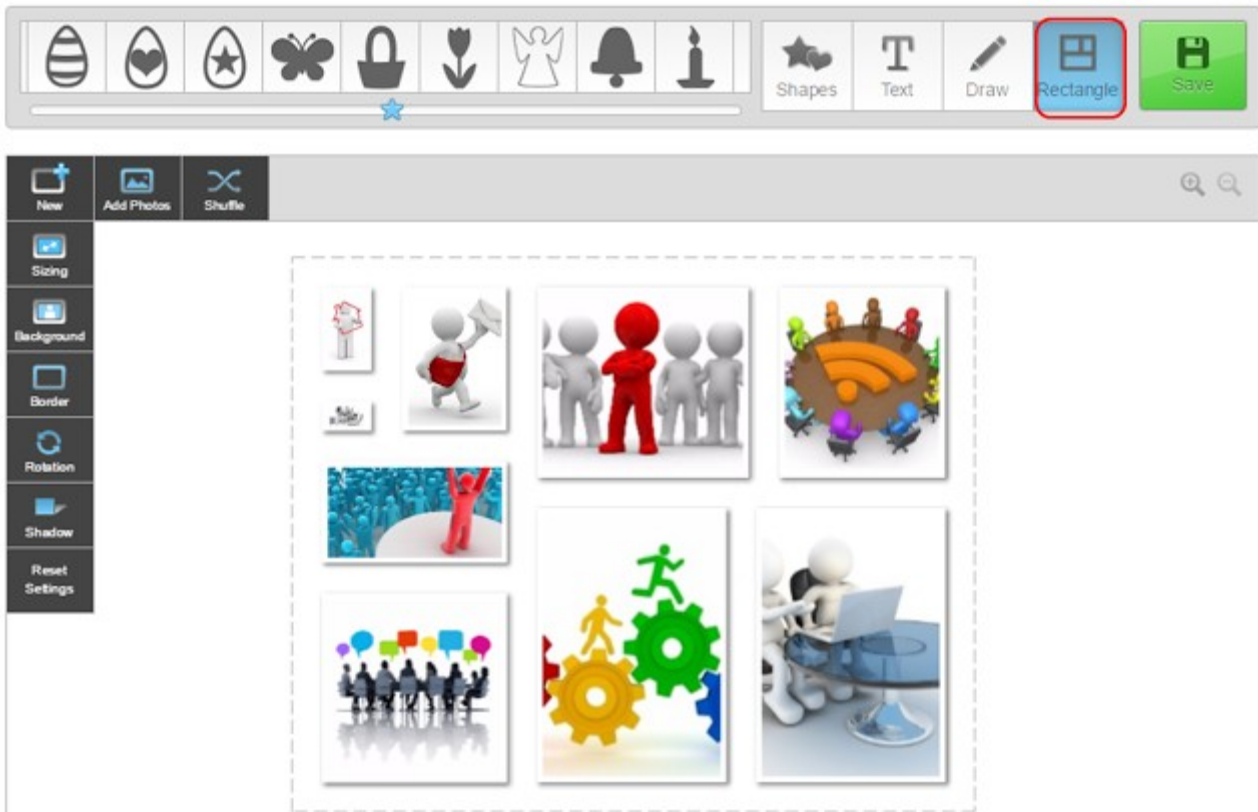 Shapes
Text
Draw
Rectangle
Save
New
Add Photos
Shuffle
Sizing
Background
Border
Rotation
Shadow
Reset
Settings